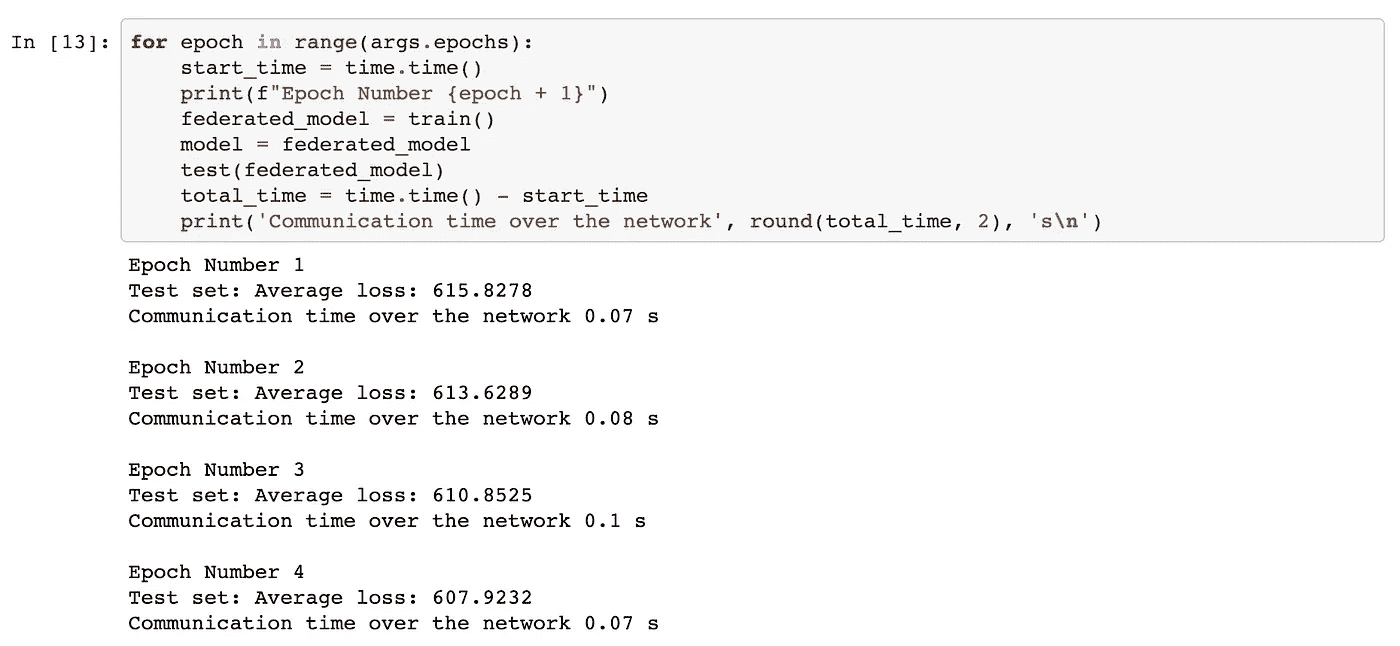 In [13]: for epoch in range(args.epochs):
    start_time = time.time()
    print(f"Epoch Number {epoch + 1}")
    federated_model = train()
    model = federated_model
    test(federated_model)
    total_time = time.time() - start_time
    print('Communication time over the network', round(total_time, 2), 's\n')
Epoch Number 1
Test set: Average loss: 615.8278
Communication time over the network 0.07 s
Epoch Number 2
Test set: Average loss: 613.6289
Communication time over the network 0.08 s
Epoch Number 3
Test set: Average loss: 610.8525
Communication time over the network 0.1 s
Epoch Number 4
Test set: Average loss: 607.9232
Communication time over the network 0.07 s